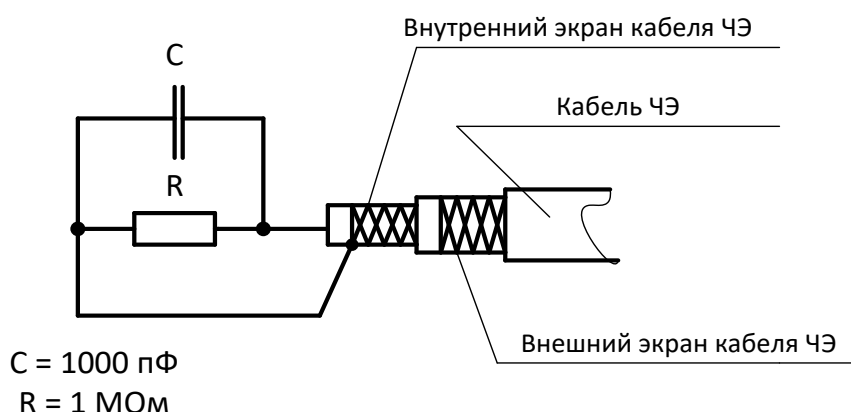 Внутренний экран кабеля ЧЭ
C
Кабель ЧЭ
R
Внешний экран кабеля ЧЭ
C = 1000 пФ
R = 1 МОм